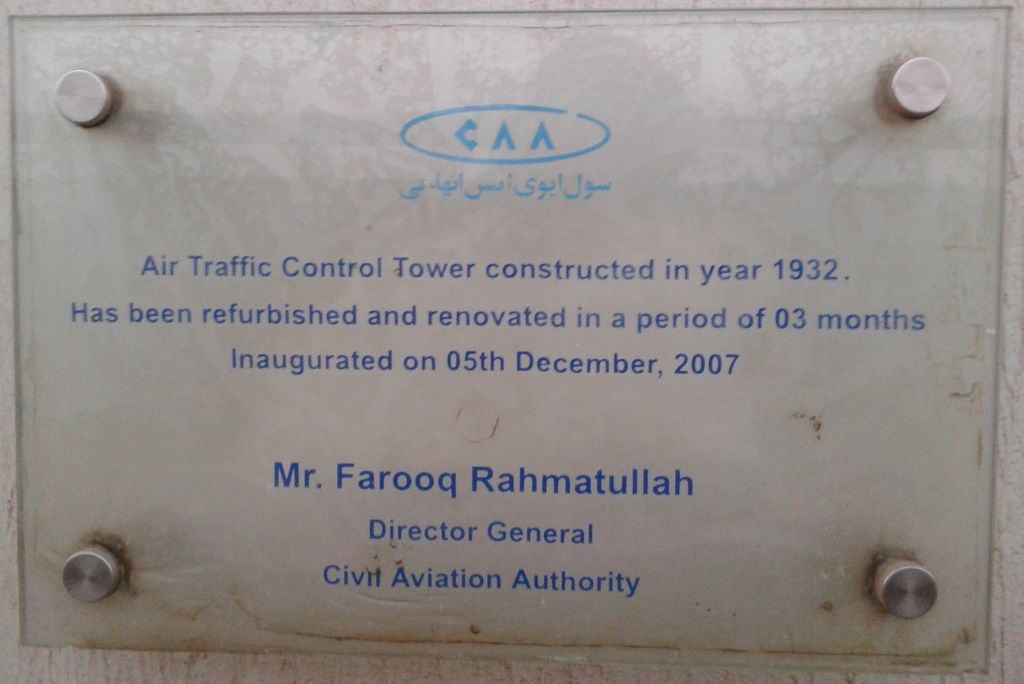 CAA
سول ایوی ایشن اتھارٹی
Air Traffic Control Tower constructed in year 1932.
Has been refurbished and renovated in a period of 03 months
Inaugurated on 05th December, 2007
Mr. Farooq Rahmatullah
Director General
Civil Aviation Authority